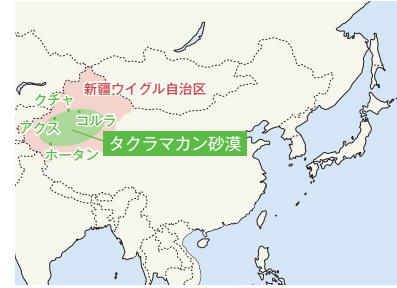 新疆ウイグル自治区
クチャ
アクス
コルラ
タクラマカン砂漠
ホータン